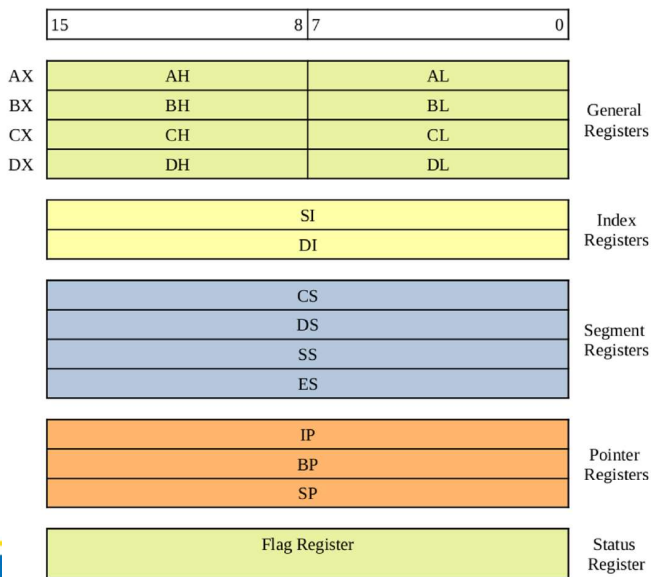 15 8 7 0
AX AH AL
BX BH BL
CX CH CL
DX DH DL
General
Registers
SI
DI
Index
Registers
CS
DS
SS
ES
Segment
Registers
IP
BP
SP
Pointer
Registers
Flag Register
Status
Register